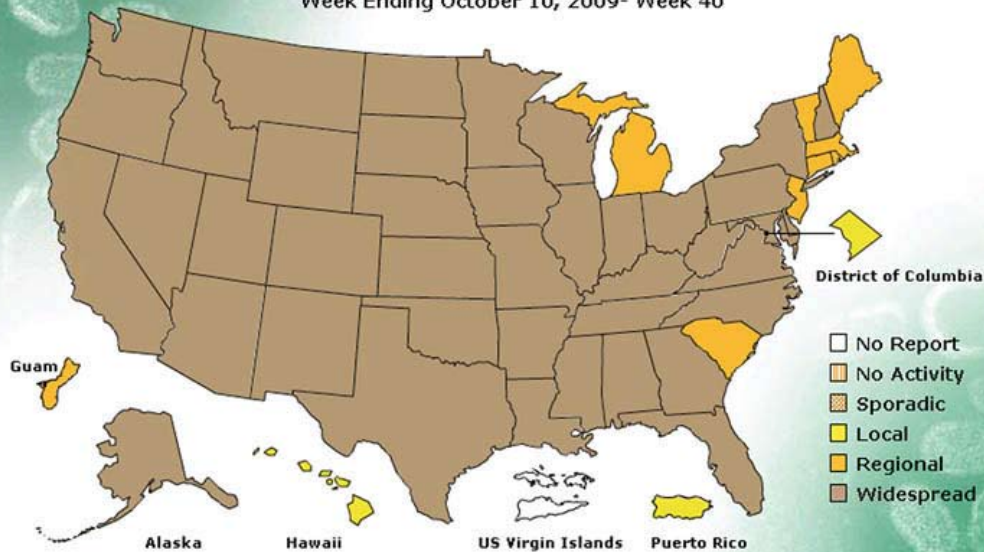 Week Ending October 10, 2009- Week 40
District of Columbia
No Report
No Activity
Sporadic
Local
Regional
Widespread
Guam
Alaska
Hawaii
US Virgin Islands
Puerto Rico